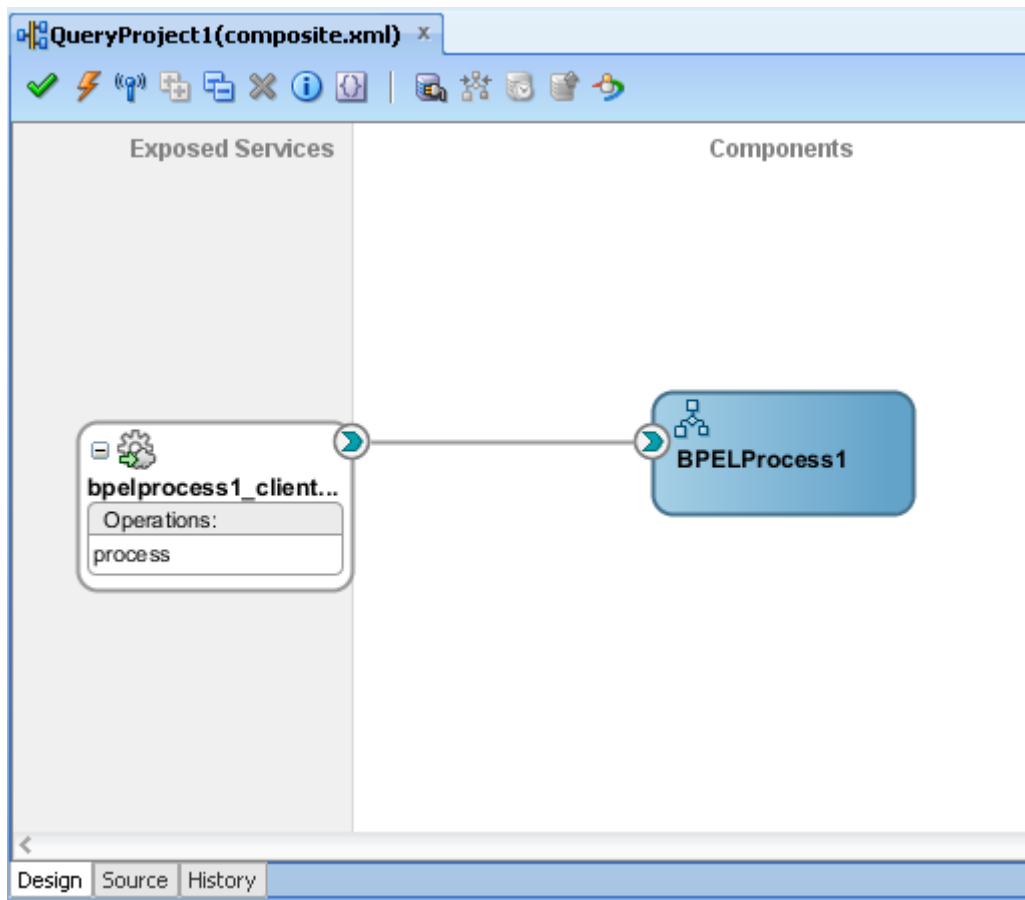 QueryProject1(composite.xml) x
Exposed Services
Components
bpelprocess1_client...
Operations:
process
BPELProcess1
Design Source History